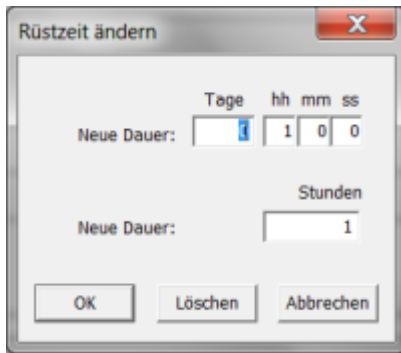 Rüstzeit ändern
Tage hh mm ss
Neue Dauer: 1 0 0
Stunden
Neue Dauer: 1
OK Löschen Abbrechen